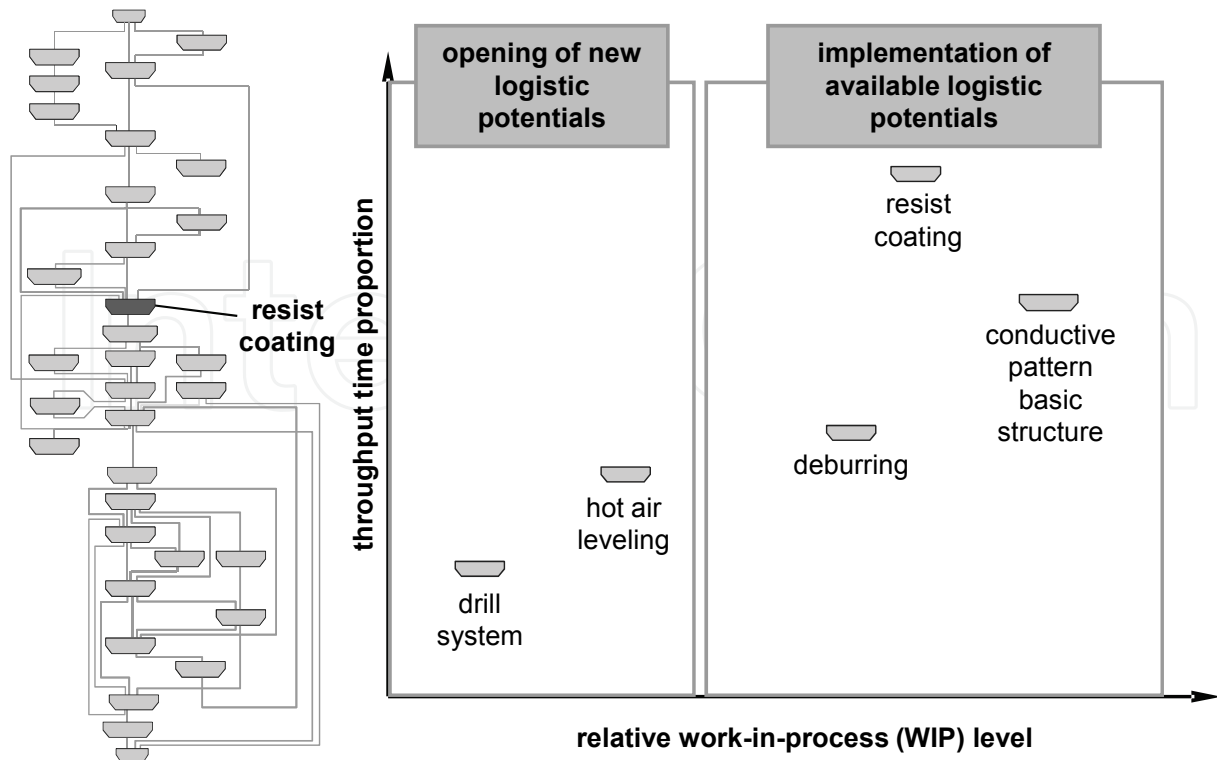 opening of new
logistic
potentials
implementation of
available logistic
potentials
resist
coating
throughput time proportion
resist
coating
conductive
pattern
basic
structure
deburring
hot air
leveling
drill
system
relative work-in-process (WIP) level